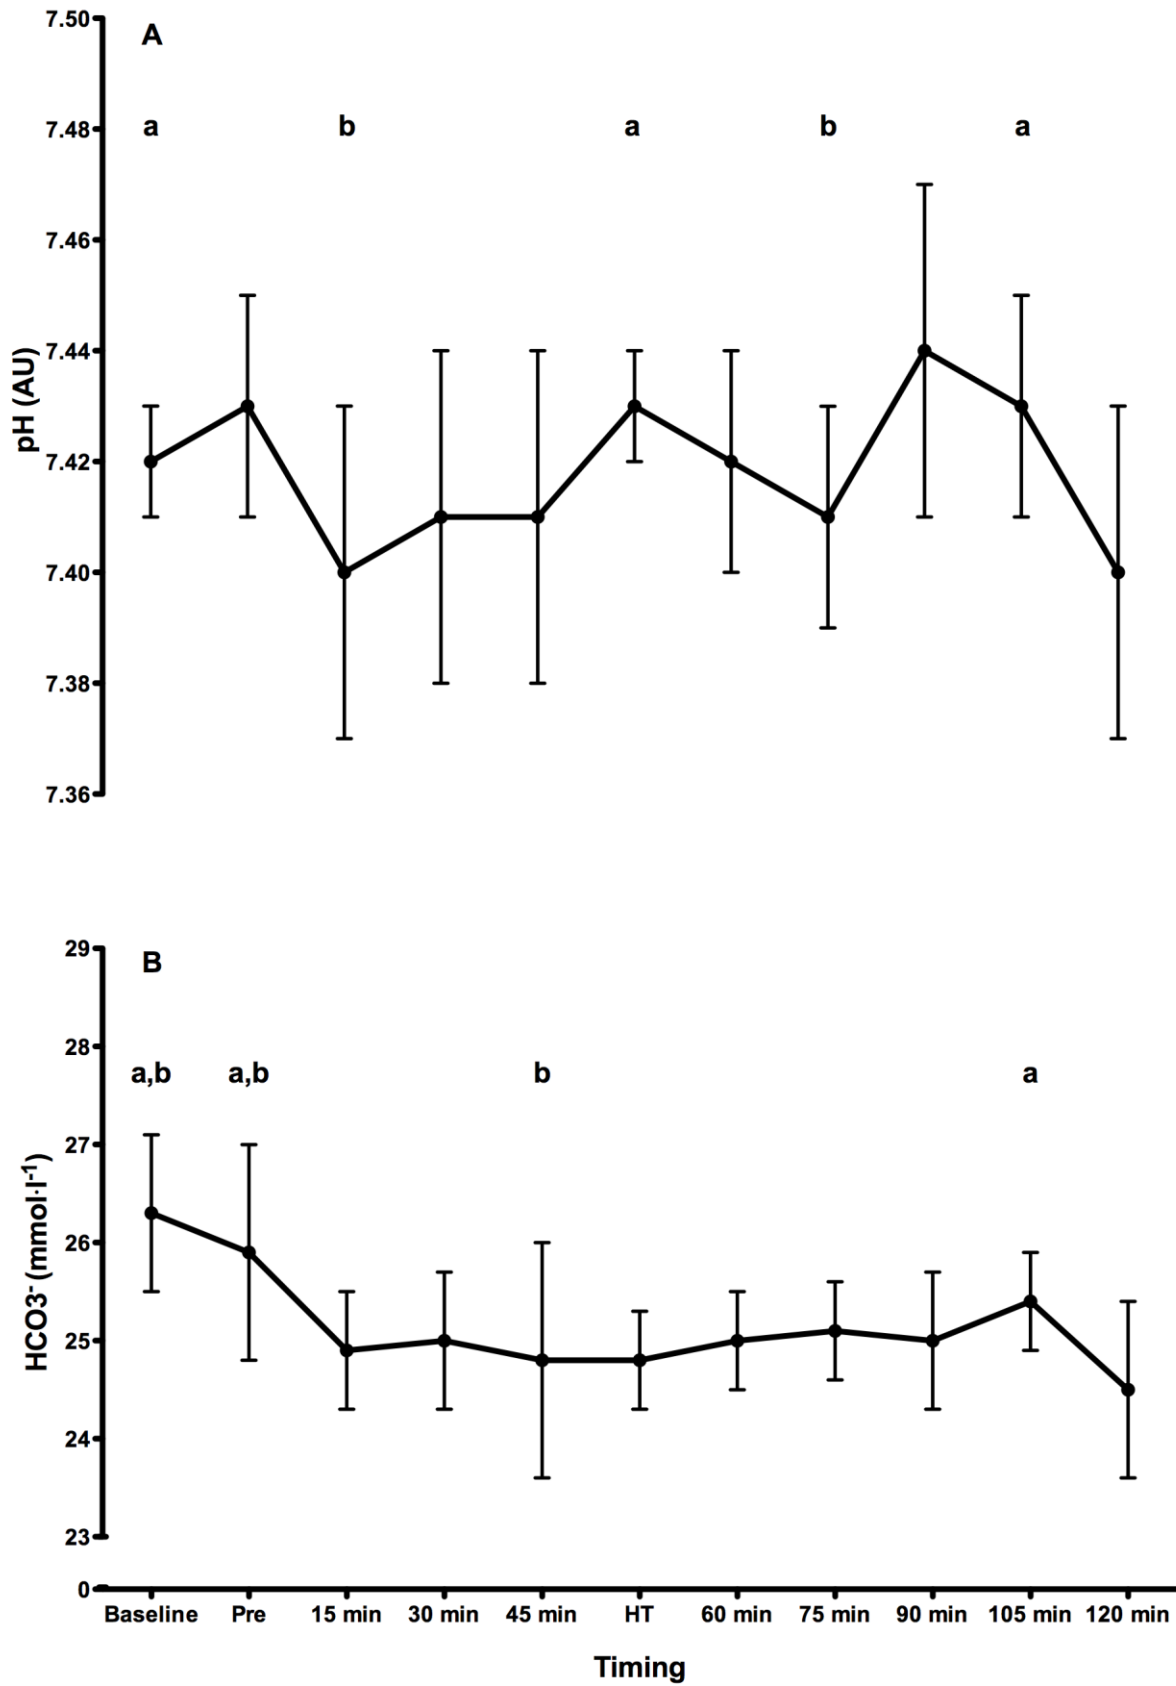 A
7.50
7.48
7.46
7.44
7.42
7.40
7.38
7.36
pH (AU)
a b a b a
B
29
28
27
26
25
24
23
0
HCO3⁻ (mmol·l⁻¹)
a,b a,b b a
Baseline Pre 15 min 30 min 45 min HT 60 min 75 min 90 min 105 min 120 min
Timing